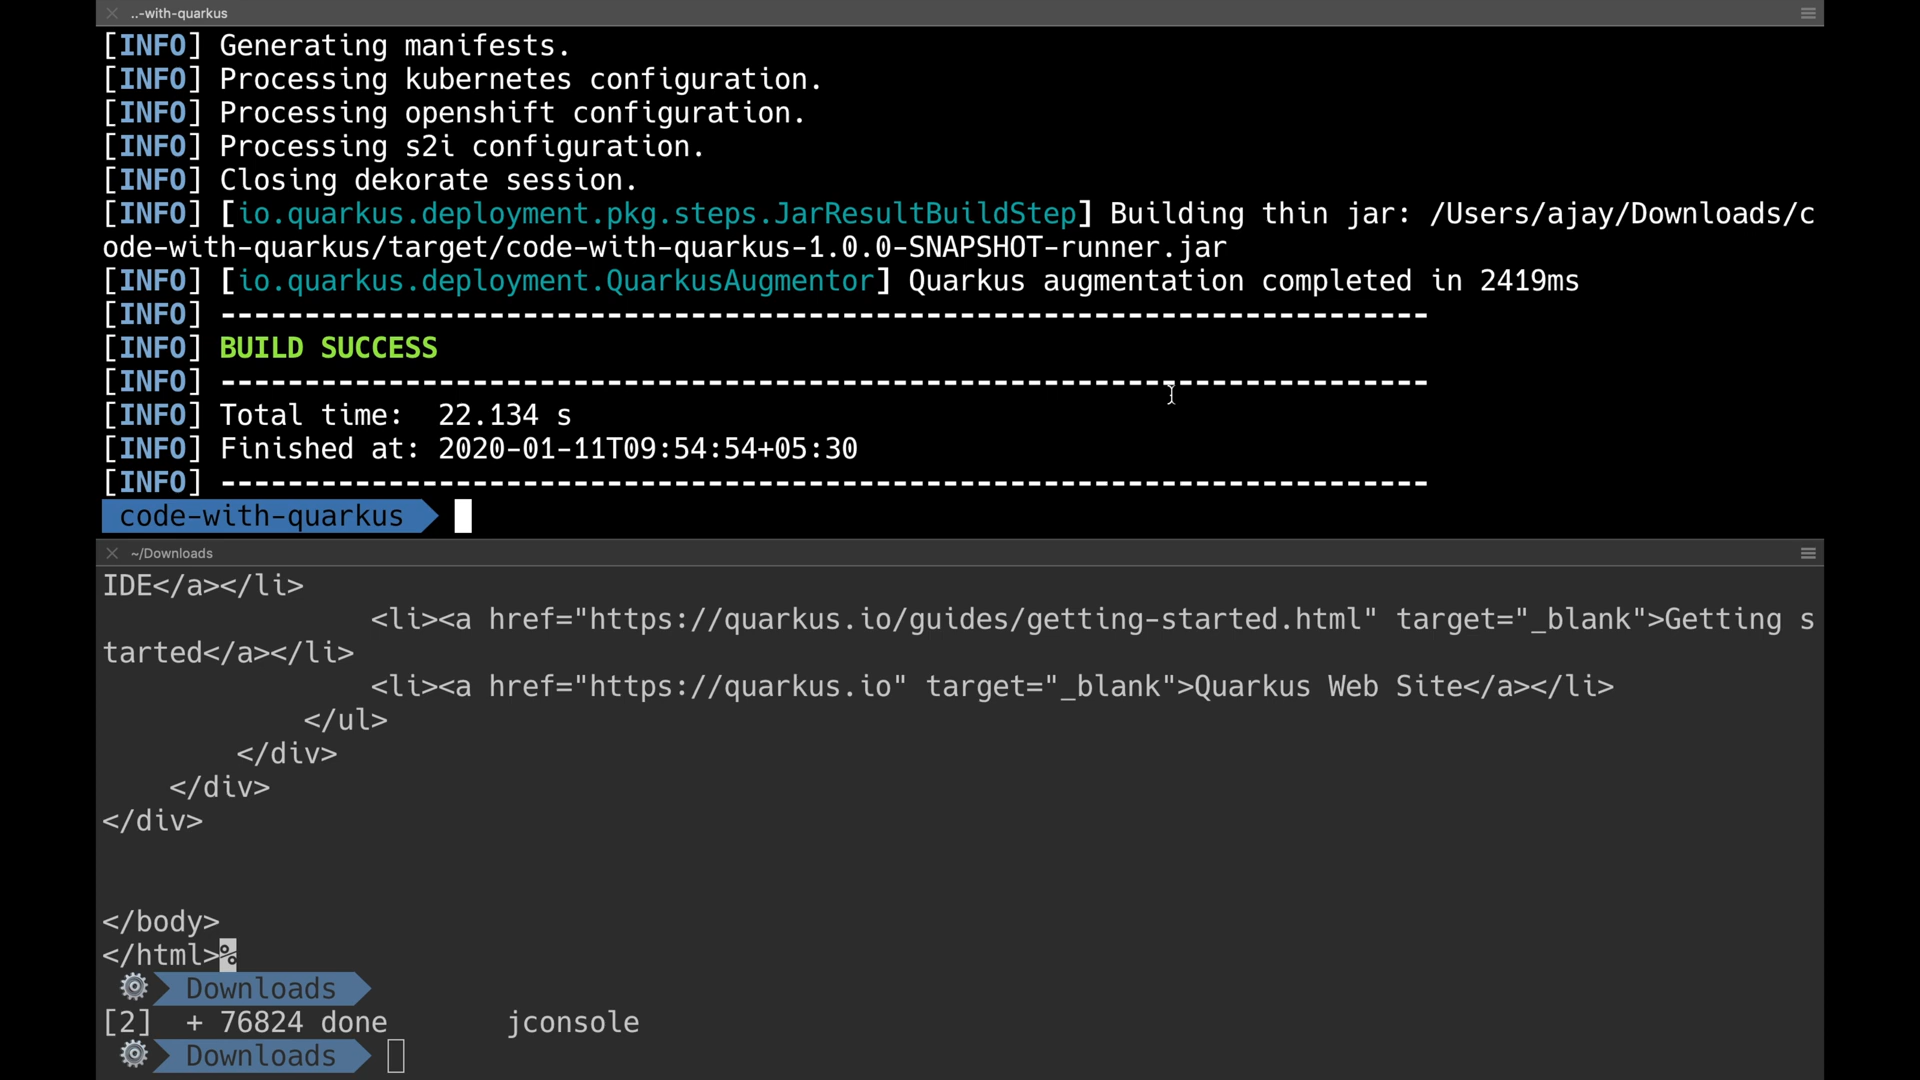 ..-with-quarkus
[INFO] Generating manifests.
[INFO] Processing kubernetes configuration.
[INFO] Processing openshift configuration.
[INFO] Processing s2i configuration.
[INFO] Closing dekorate session.
[INFO] [io.quarkus.deployment.pkg.steps.JarResultBuildStep] Building thin jar: /Users/ajay/Downloads/c
ode-with-quarkus/target/code-with-quarkus-1.0.0-SNAPSHOT-runner.jar
[INFO] [io.quarkus.deployment.QuarkusAugmentor] Quarkus augmentation completed in 2419ms
[INFO] ------------------------------------------------------------------------
[INFO] BUILD SUCCESS
[INFO] ------------------------------------------------------------------------
[INFO] Total time:  22.134 s
[INFO] Finished at: 2020-01-11T09:54:54+05:30
[INFO] ------------------------------------------------------------------------
code-with-quarkus
~/Downloads
IDE</a></li>
                <li><a href="https://quarkus.io/guides/getting-started.html" target="_blank">Getting s
tarted</a></li>
                <li><a href="https://quarkus.io" target="_blank">Quarkus Web Site</a></li>
            </ul>
        </div>
    </div>
</div>
</body>
</html>%
Downloads
[2]  + 76824 done       jconsole
Downloads